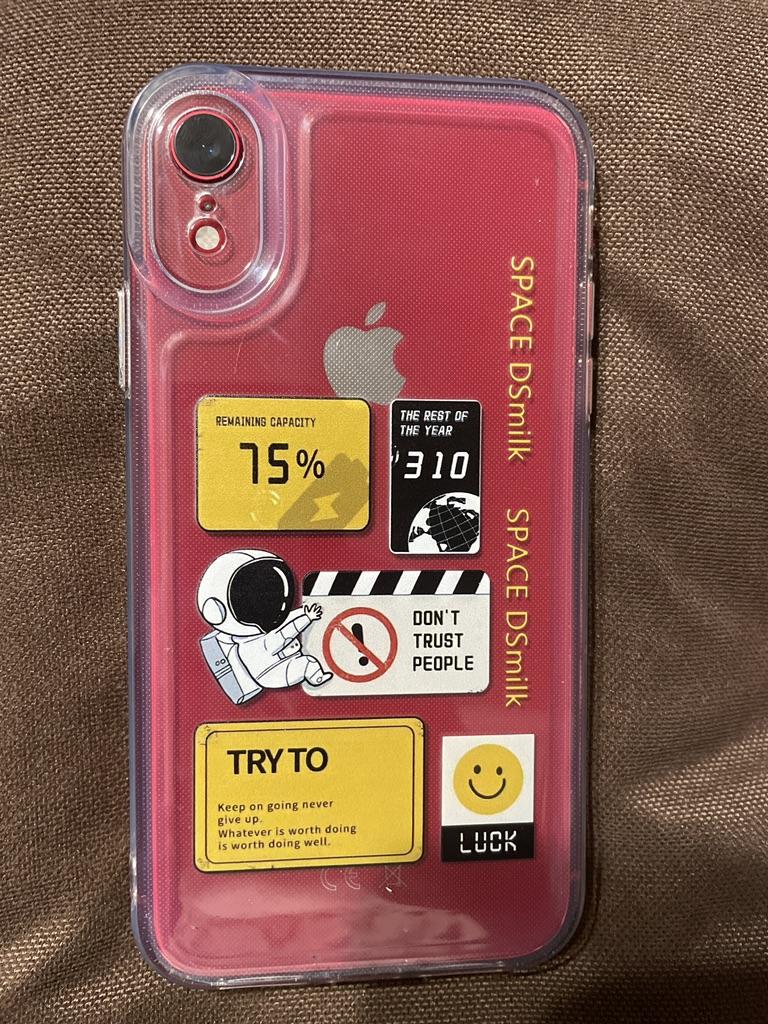 SPACE DSmilk
SPACE DSmilk
REMAINING CAPACITY
75%
THE REST OF
THE YEAR
310
DON'T
TRUST
PEOPLE
TRY TO
Keep on going never
give up.
Whatever is worth doing
is worth doing well.
LUCK
CE